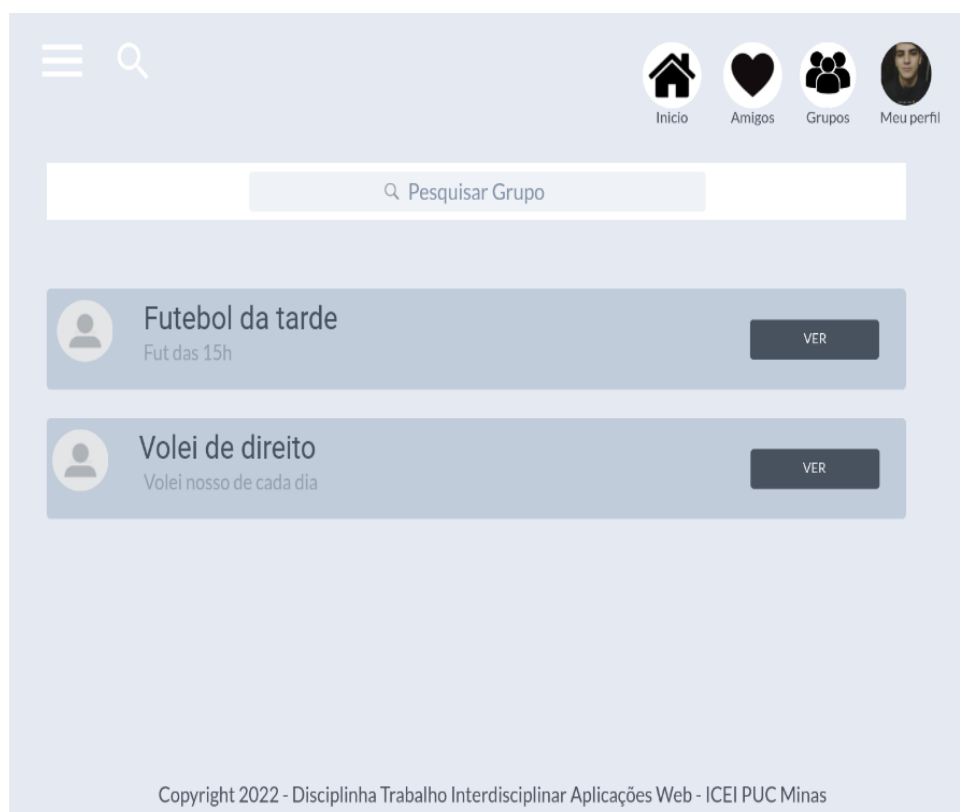 Inicio
Amigos
Grupos
Meu perfil
Pesquisar Grupo
Futebol da tarde
Fut das 15h
VER
Volei de direito
Volei nosso de cada dia
VER
Copyright 2022 - Disciplinha Trabalho Interdisciplinar Aplicações Web - ICEI PUC Minas